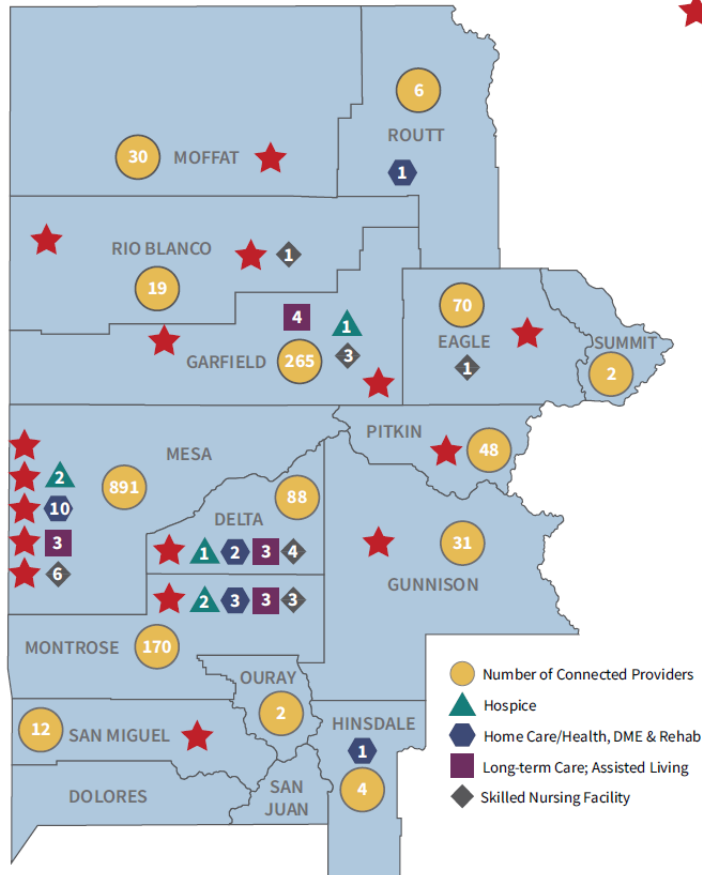 6
ROUTT
30 MOFFAT
1
RIO BLANCO 1
19
70
4 1
EAGLE
SUMMIT
GARFIELD 265 3
1
2
PITKIN
48
MESA
2
891
88
10
DELTA
3
1 2 3 4
31
6
GUNNISON
2 3 3 3
MONTROSE 170
OURAY
2
12 SAN MIGUEL
HINSDALE
1
4
DOLORES
SAN
JUAN
Number of Connected Providers
Hospice
Home Care/Health, DME & Rehab
Long-term Care; Assisted Living
Skilled Nursing Facility